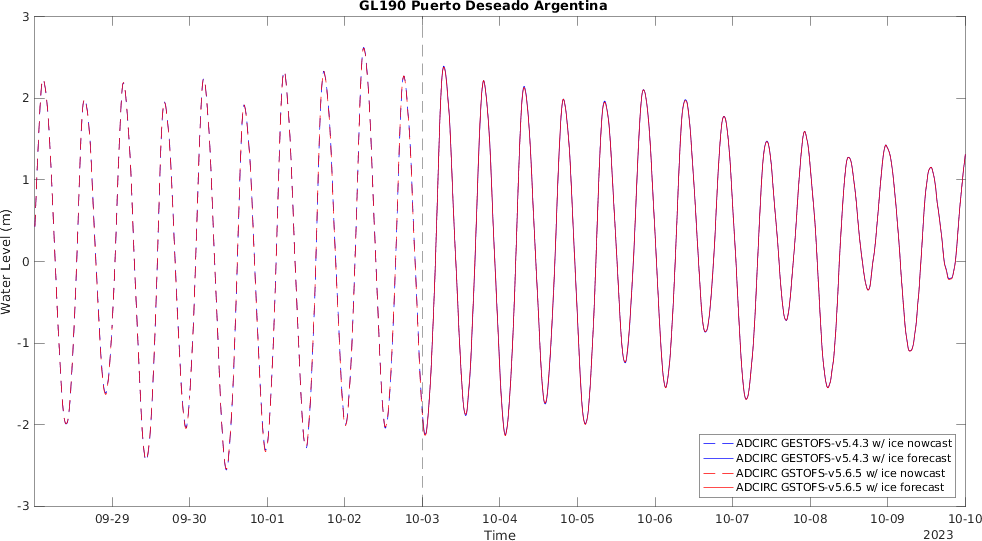 GL190 Puerto Deseado Argentina
3
2
1
0
-1
-2
-3
Water Level (m)
09-29 09-30 10-01 10-02 10-03 10-04 10-05 10-06 10-07 10-08 10-09 10-10
Time
2023
ADCIRC GESTOFS-v5.4.3 w/ ice nowcast
ADCIRC GESTOFS-v5.4.3 w/ ice forecast
ADCIRC GSTOFS-v5.6.5 w/ ice nowcast
ADCIRC GSTOFS-v5.6.5 w/ ice forecast